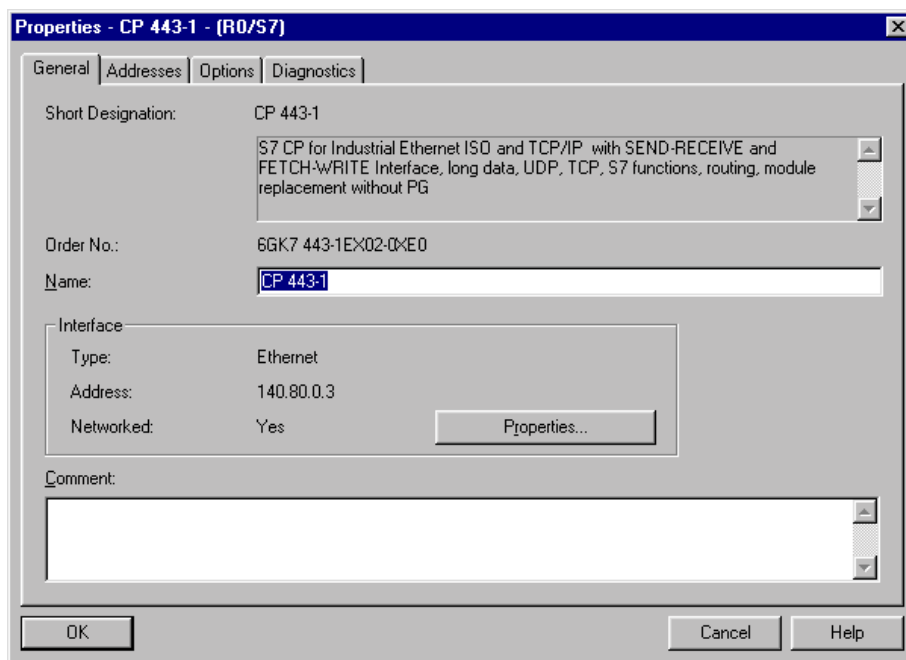 Properties - CP 443-1 - (R0/S7)
General Addresses Options Diagnostics
Short Designation: CP 443-1
S7 CP for Industrial Ethernet ISO and TCP/IP with SEND-RECEIVE and
FETCH-WRITE Interface, long data, UDP, TCP, S7 functions, routing, module
replacement without PG
Order No.: 6GK7 443-1EX02-0XE0
Name: CP 443-1
Interface
Type: Ethernet
Address: 140.80.0.3
Networked: Yes Properties...
Comment:
OK Cancel Help